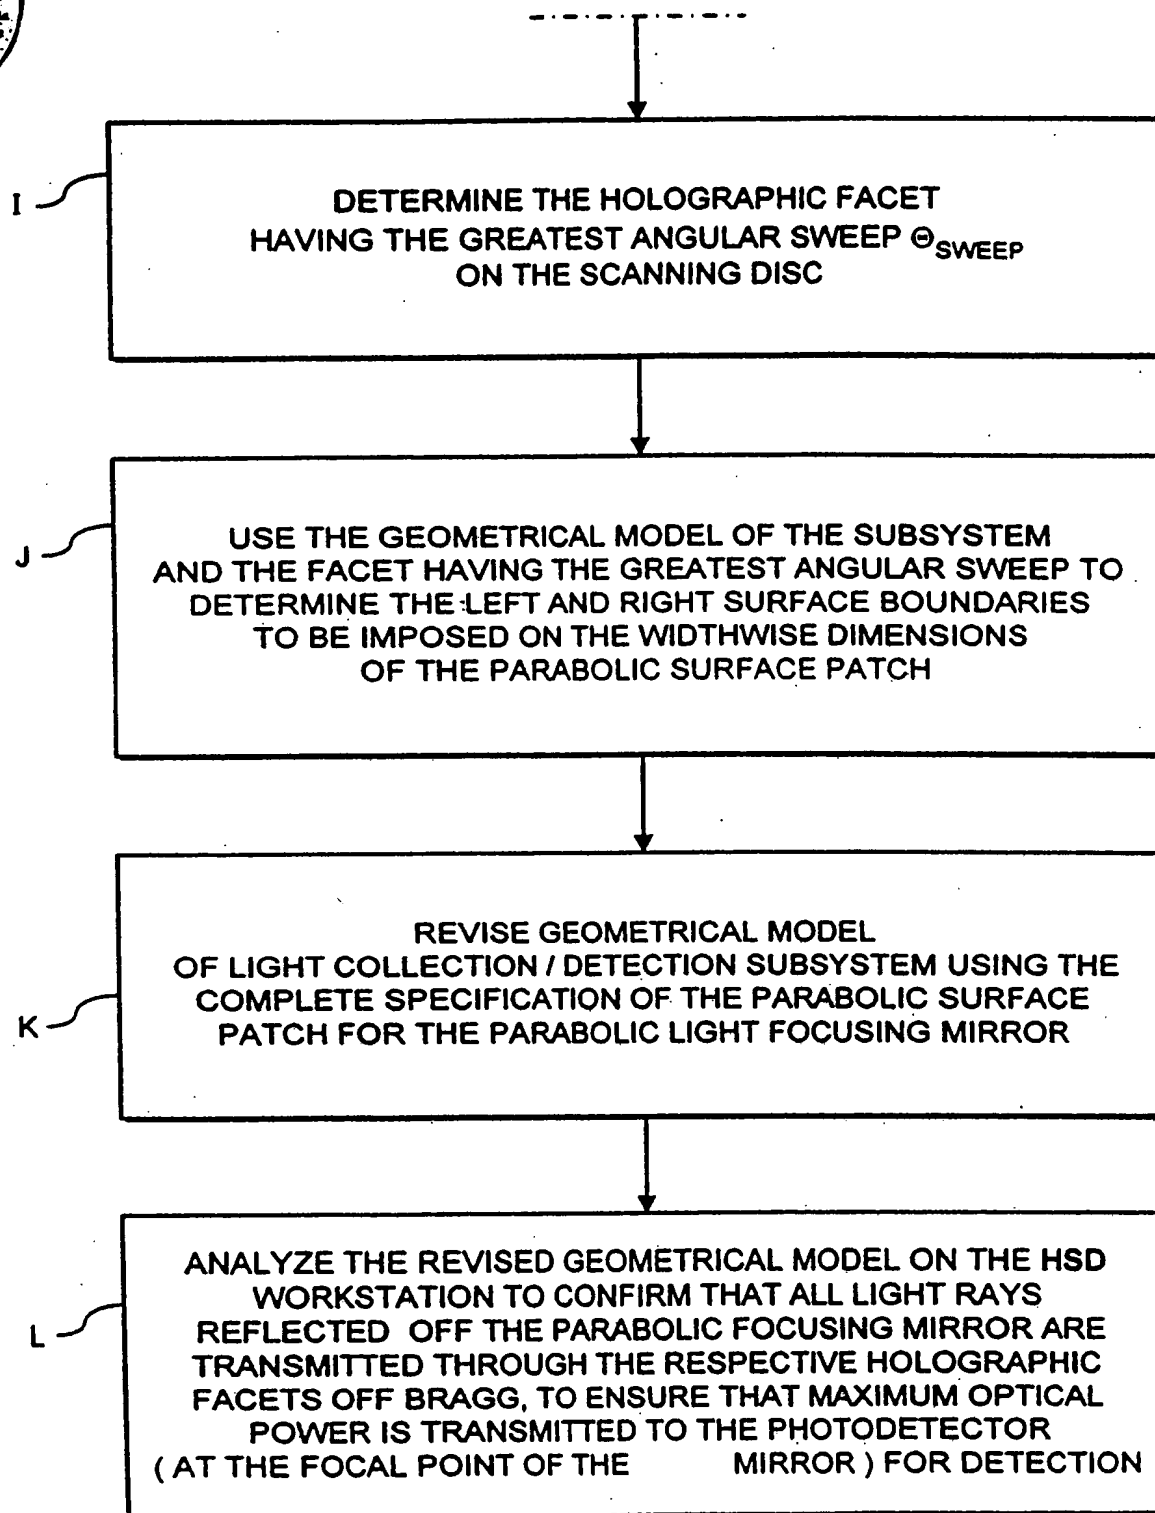 I
DETERMINE THE HOLOGRAPHIC FACET
HAVING THE GREATEST ANGULAR SWEEP ΘSWEEP
ON THE SCANNING DISC
J
USE THE GEOMETRICAL MODEL OF THE SUBSYSTEM
AND THE FACET HAVING THE GREATEST ANGULAR SWEEP TO
DETERMINE THE LEFT AND RIGHT SURFACE BOUNDARIES
TO BE IMPOSED ON THE WIDTHWISE DIMENSIONS
OF THE PARABOLIC SURFACE PATCH
K
REVISE GEOMETRICAL MODEL
OF LIGHT COLLECTION / DETECTION SUBSYSTEM USING THE
COMPLETE SPECIFICATION OF THE PARABOLIC SURFACE
PATCH FOR THE PARABOLIC LIGHT FOCUSING MIRROR
L
ANALYZE THE REVISED GEOMETRICAL MODEL ON THE HSD
WORKSTATION TO CONFIRM THAT ALL LIGHT RAYS
REFLECTED OFF THE PARABOLIC FOCUSING MIRROR ARE
TRANSMITTED THROUGH THE RESPECTIVE HOLOGRAPHIC
FACETS OFF BRAGG, TO ENSURE THAT MAXIMUM OPTICAL
POWER IS TRANSMITTED TO THE PHOTODETECTOR
( AT THE FOCAL POINT OF THE MIRROR ) FOR DETECTION